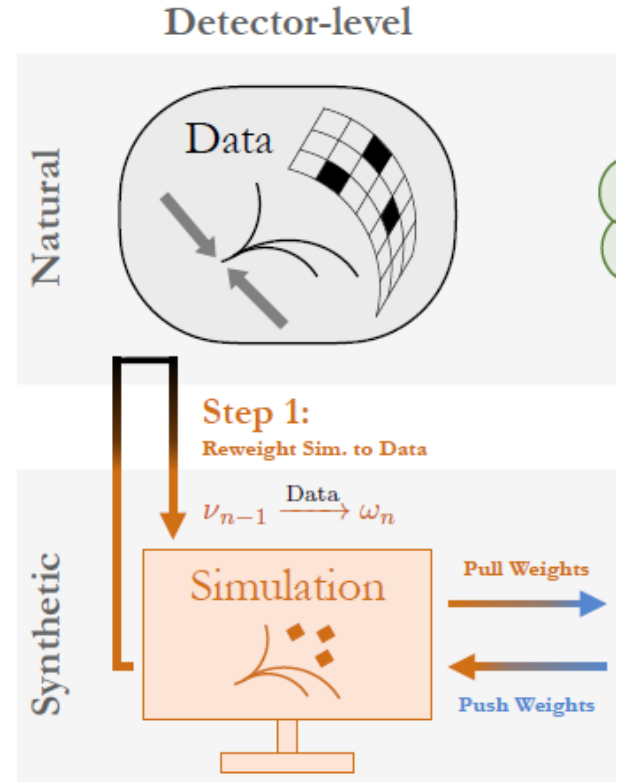 Detector-level
Natural
Data
Step 1:
Reweight Sim. to Data
Synthetic
νₙ₋₁ —Data→ ωₙ
Simulation
Pull Weights
Push Weights